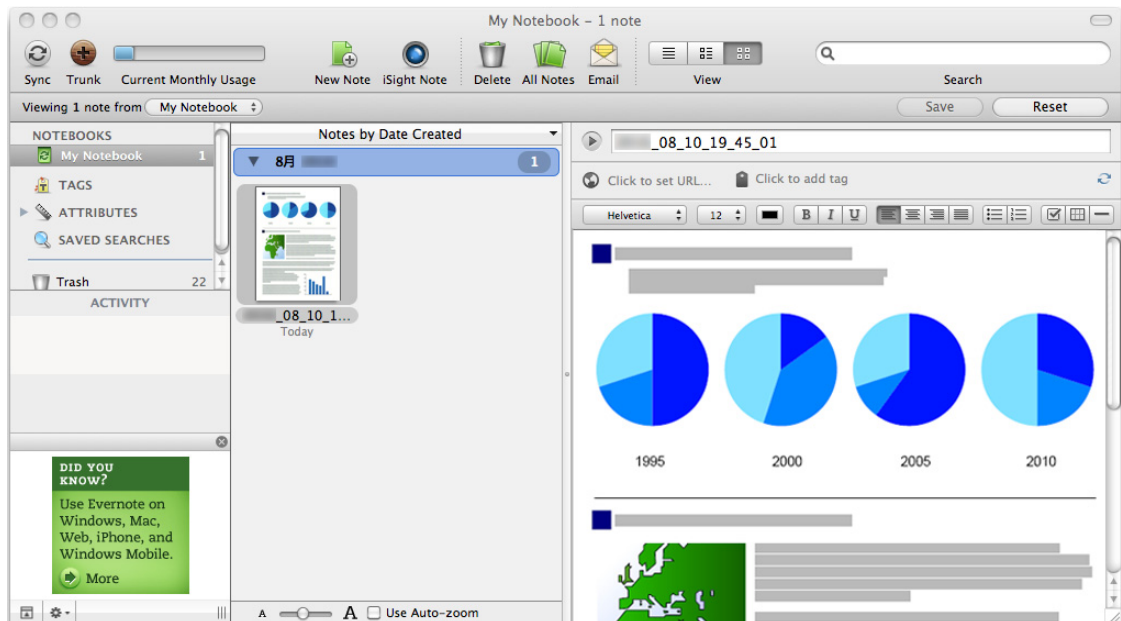 My Notebook – 1 note
Sync Trunk Current Monthly Usage New Note iSight Note Delete All Notes Email View Search
Viewing 1 note from My Notebook Save Reset
NOTEBOOKS
My Notebook 1
TAGS
ATTRIBUTES
SAVED SEARCHES
Trash 22
ACTIVITY
DID YOU
KNOW?
Use Evernote on
Windows, Mac,
Web, iPhone, and
Windows Mobile.
More
Notes by Date Created
8月 1
_08_10_1...
Today
A A Use Auto-zoom
_08_10_19_45_01
Click to set URL... Click to add tag
Helvetica 12 B I U
1995 2000 2005 2010